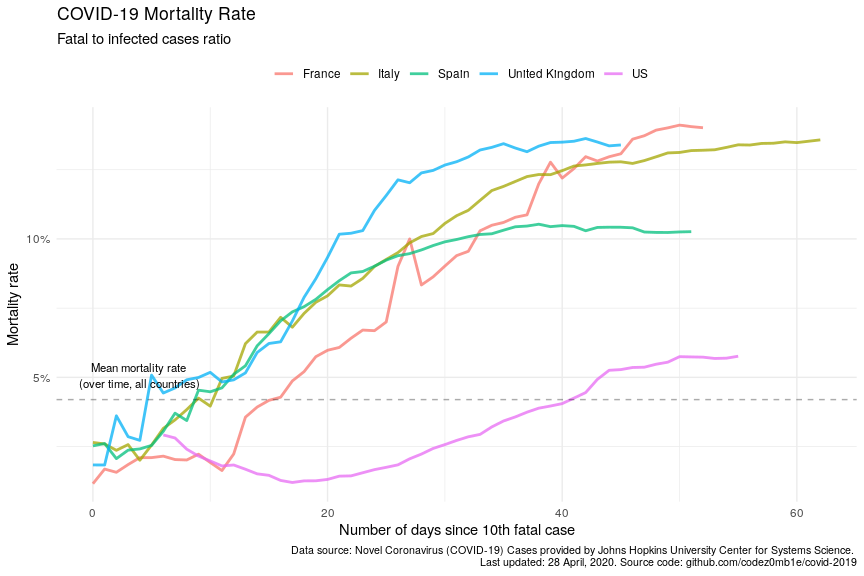 COVID-19 Mortality Rate
Fatal to infected cases ratio
France Italy Spain United Kingdom US
Mortality rate
10%
5%
Mean mortality rate
(over time, all countries)
0 20 40 60
Number of days since 10th fatal case
Data source: Novel Coronavirus (COVID-19) Cases provided by Johns Hopkins University Center for Systems Science.
Last updated: 28 April, 2020. Source code: github.com/codez0mb1e/covid-2019